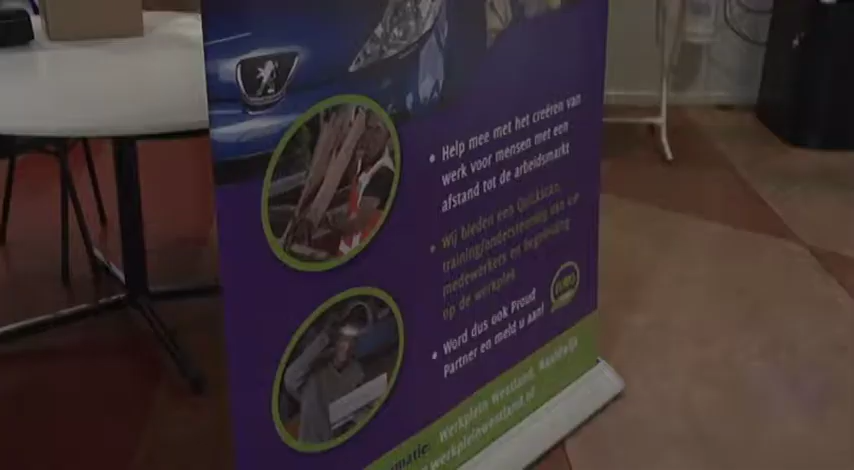 • Help mee met het creëren van
werk voor mensen met een
afstand tot de arbeidsmarkt
• Wij bieden een Quickscan,
training/ondersteuning van uw
medewerkers en begeleiding
op de werkplek
• Word dus ook Proud
Partner en meld u aan!
matie: Werkplein Westland, Naaldwijk
werkpleinwestland.nl